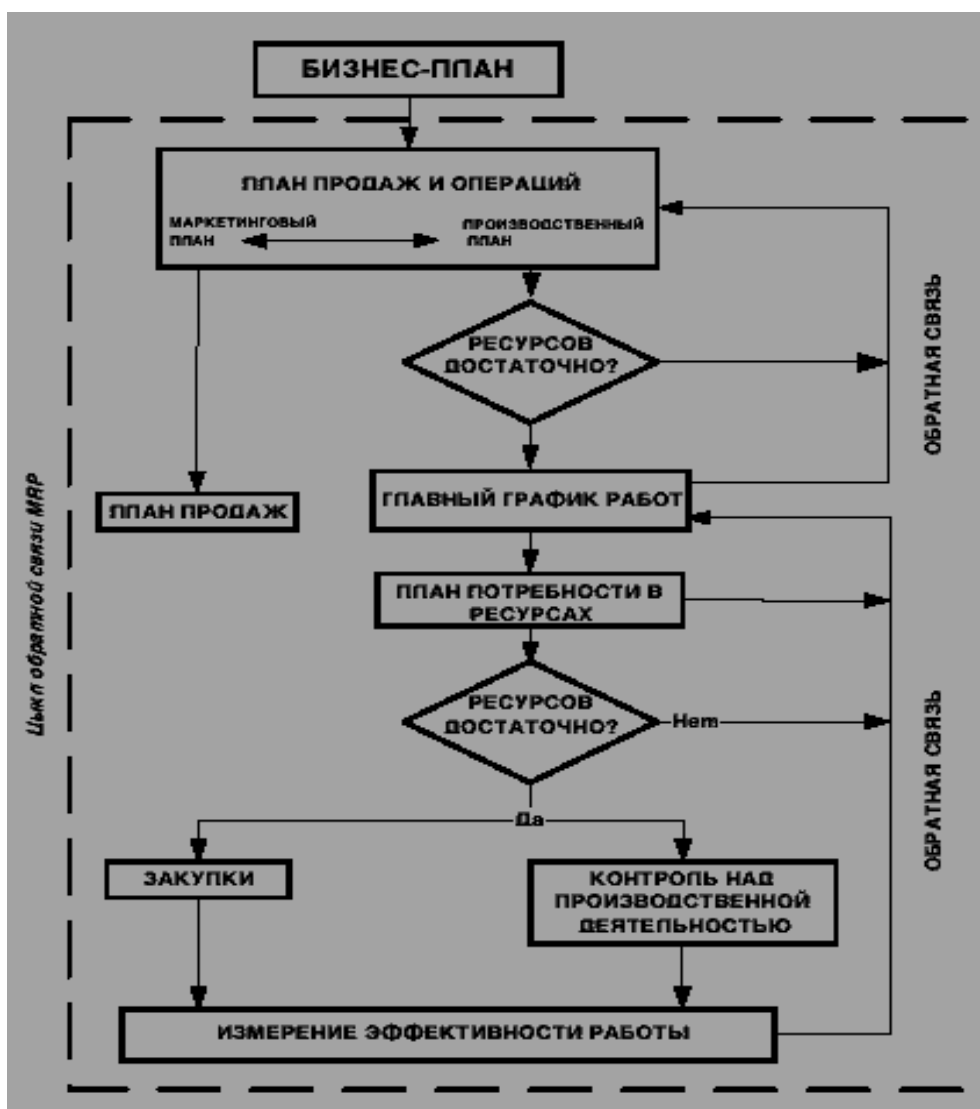 БИЗНЕС-ПЛАН
ПЛАН ПРОДАЖ И ОПЕРАЦИЙ
МАРКЕТИНГОВЫЙ
ПЛАН
ПРОИЗВОДСТВЕННЫЙ
ПЛАН
РЕСУРСОВ
ДОСТАТОЧНО?
ОБРАТНАЯ СВЯЗЬ
ГЛАВНЫЙ ГРАФИК РАБОТ
ПЛАН ПРОДАЖ
Цикл обратной связи MRP
ПЛАН ПОТРЕБНОСТИ В
РЕСУРСАХ
РЕСУРСОВ
ДОСТАТОЧНО?
Нет
ОБРАТНАЯ СВЯЗЬ
Да
ЗАКУПКИ
КОНТРОЛЬ НАД
ПРОИЗВОДСТВЕННОЙ
ДЕЯТЕЛЬНОСТЬЮ
ИЗМЕРЕНИЕ ЭФФЕКТИВНОСТИ РАБОТЫ